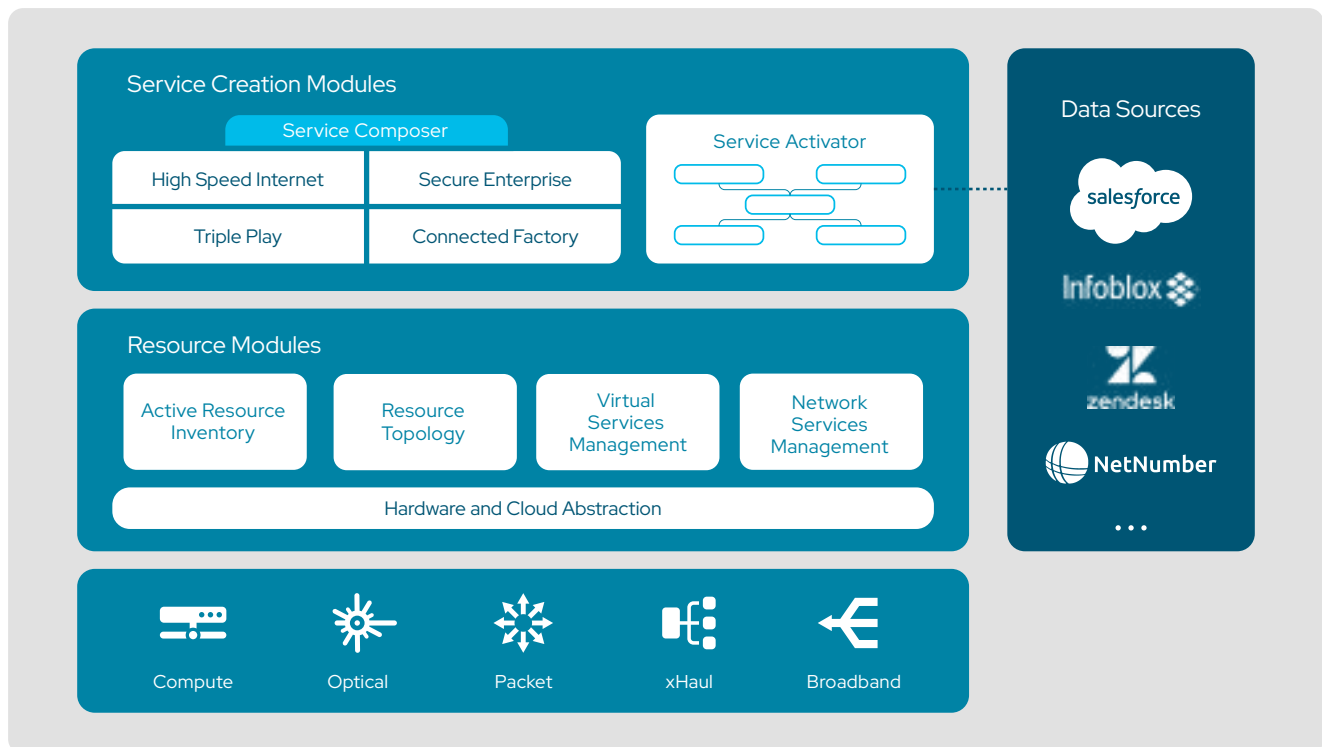 Service Creation Modules
Service Composer
High Speed Internet
Secure Enterprise
Triple Play
Connected Factory
Service Activator
Resource Modules
Active Resource
Inventory
Resource
Topology
Virtual
Services
Management
Network
Services
Management
Hardware and Cloud Abstraction
Compute
Optical
Packet
xHaul
Broadband
Data Sources
salesforce
Infoblox
zendesk
NetNumber
...